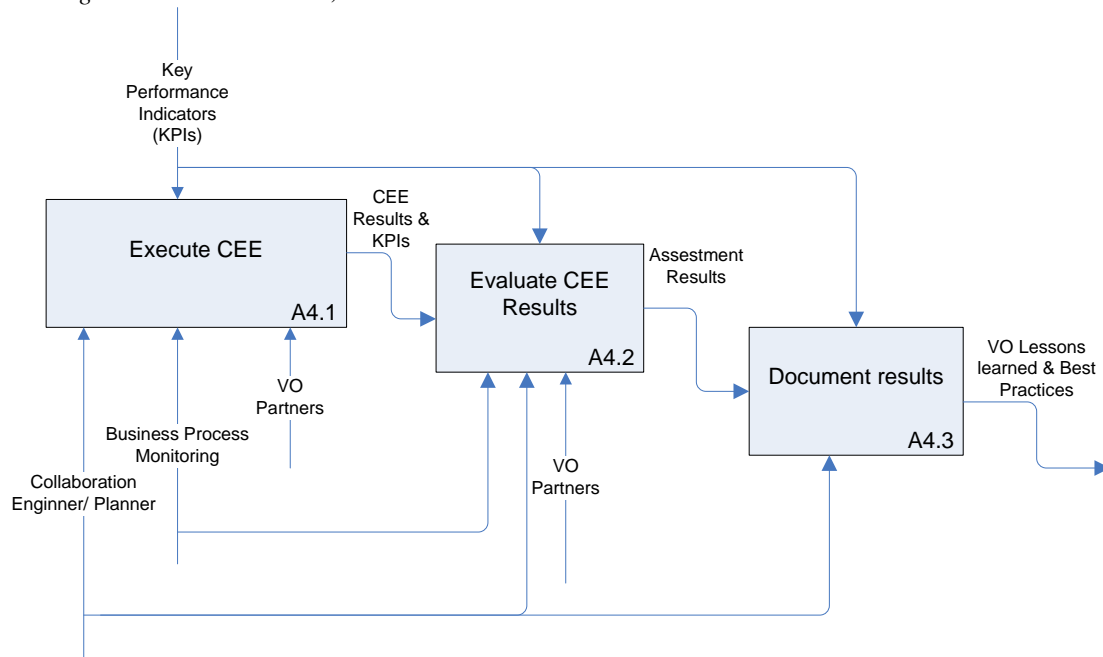 Key
Performance
Indicators
(KPIs)
CEE
Results &
KPIs
Execute CEE
A4.1
Assestment
Results
Evaluate CEE
Results
A4.2
VO Lessons
learned & Best
Practices
Document results
A4.3
VO
Partners
Business Process
Monitoring
Collaboration
Enginner/ Planner
VO
Partners